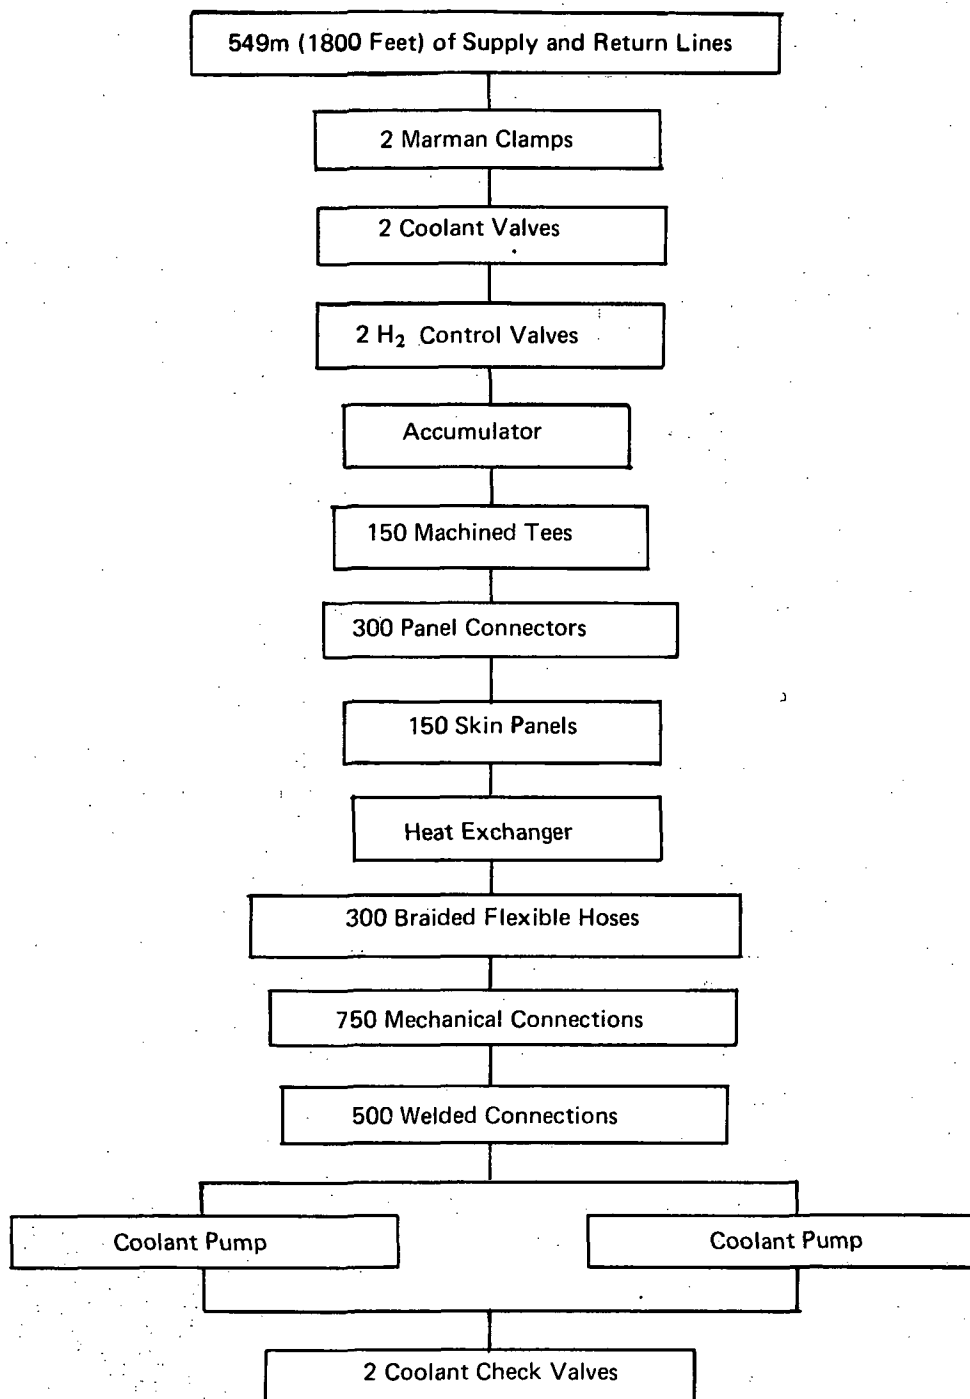 549m (1800 Feet) of Supply and Return Lines
2 Marman Clamps
2 Coolant Valves
2 H₂ Control Valves
Accumulator
150 Machined Tees
300 Panel Connectors
150 Skin Panels
Heat Exchanger
300 Braided Flexible Hoses
750 Mechanical Connections
500 Welded Connections
Coolant Pump
Coolant Pump
2 Coolant Check Valves